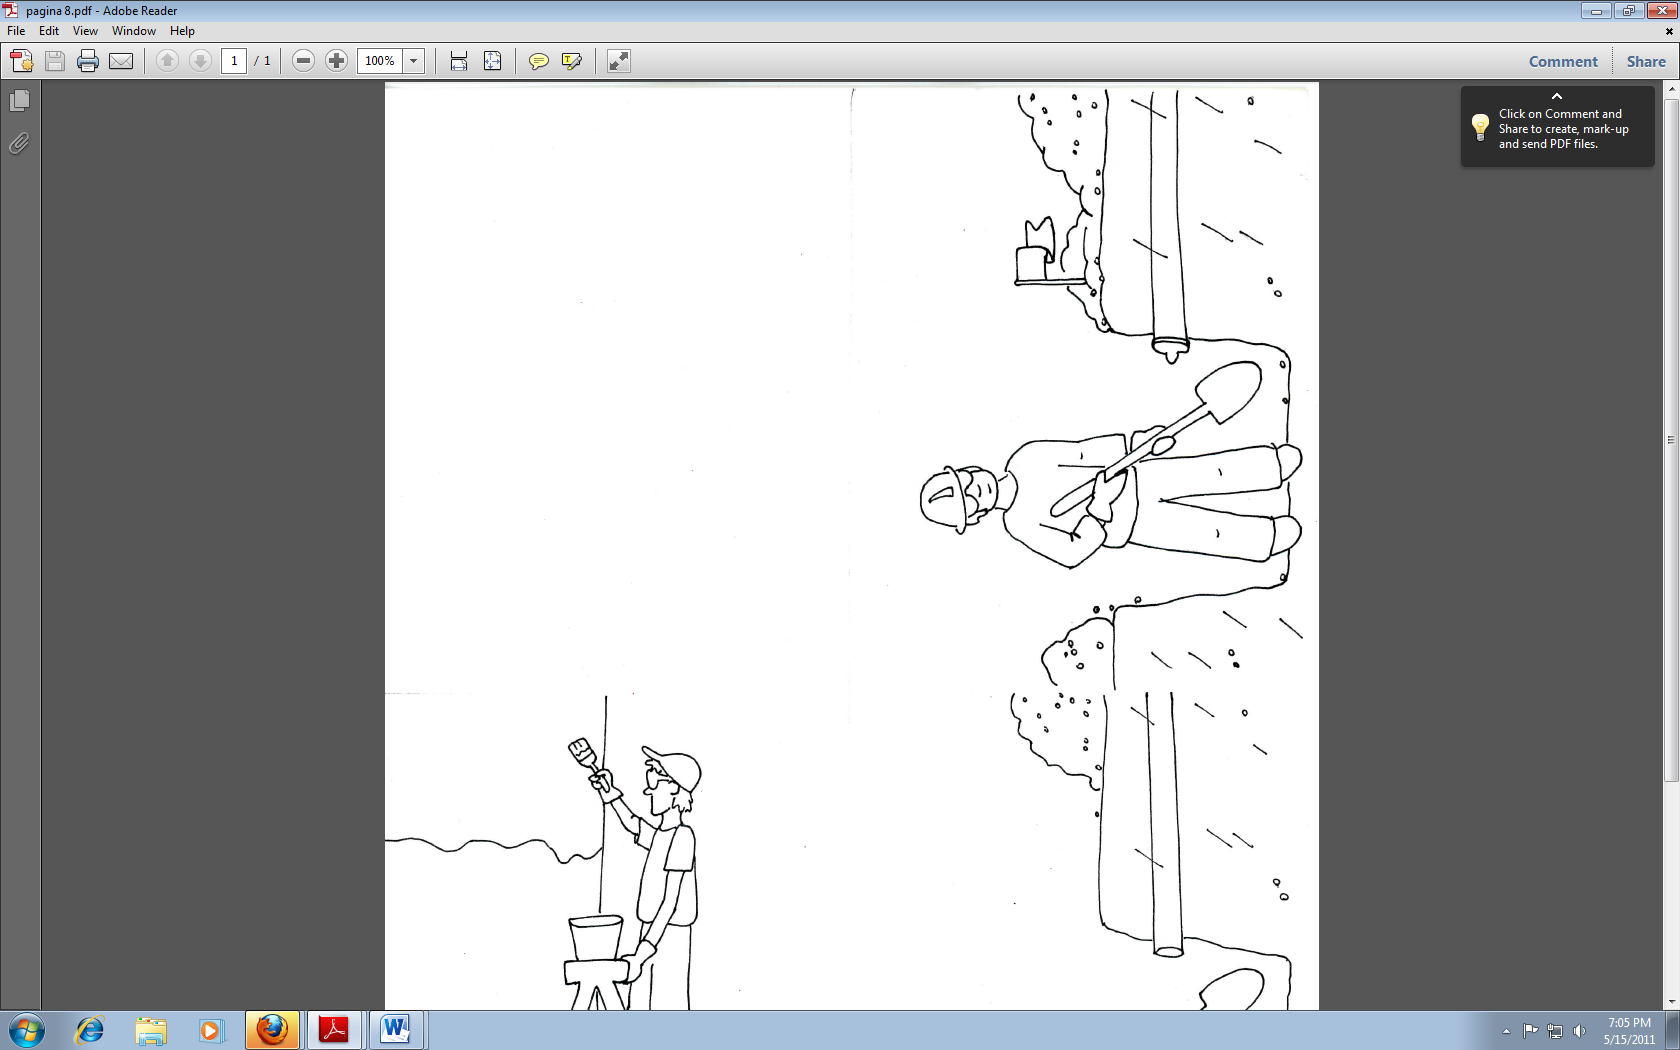 pagina 8.pdf - Adobe Reader
File Edit View Window Help
1 / 1 100% Comment Share
Click on Comment and
Share to create, mark-up
and send PDF files.
7:05 PM
5/15/2011